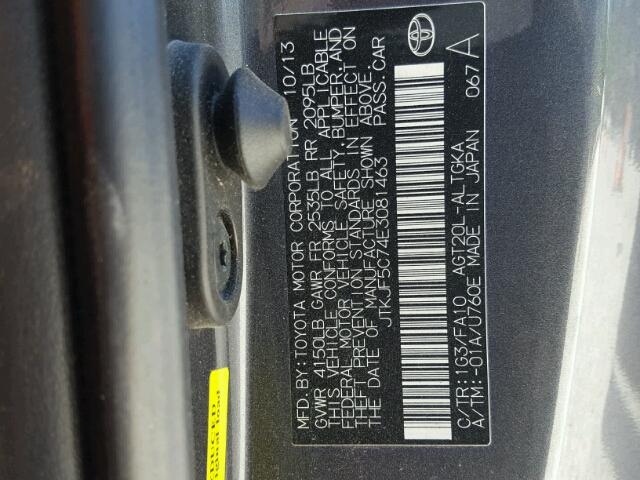 MFD. BY: TOYOTA MOTOR CORPORATION 10/13
GVWR 4150LB GAWR FR 2535LB RR 2095LB
THIS VEHICLE CONFORMS TO ALL APPLICABLE
FEDERAL MOTOR VEHICLE SAFETY, BUMPER, AND
THEFT PREVENTION STANDARDS IN EFFECT ON
THE DATE OF MANUFACTURE SHOWN ABOVE.
JTKJF5C74E3081463 PASS. CAR
C/TR: 1G3/FA10 AGT20L-ALTGKA 067 A
A/TM: -01A/U760E MADE IN JAPAN